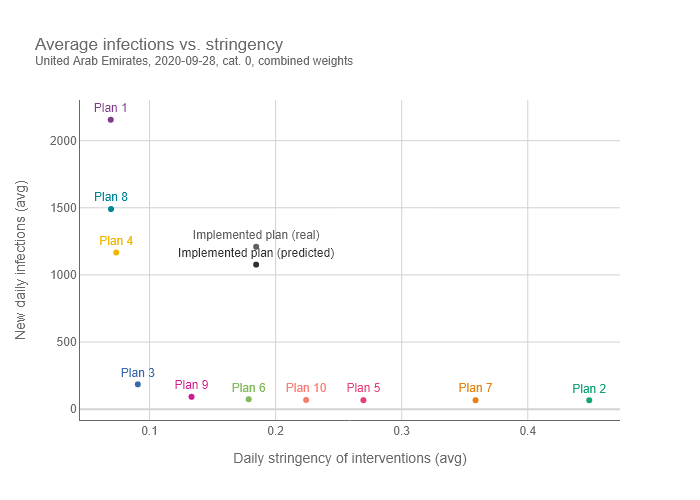 Average infections vs. stringency
United Arab Emirates, 2020-09-28, cat. 0, combined weights
Plan 1
2000
Plan 8
1500
Plan 4
Implemented plan (real)
Implemented plan (predicted)
1000
New daily infections (avg)
500
Plan 3
Plan 9
Plan 6
Plan 10
Plan 5
Plan 7
Plan 2
0
0.1
0.2
0.3
0.4
Daily stringency of interventions (avg)